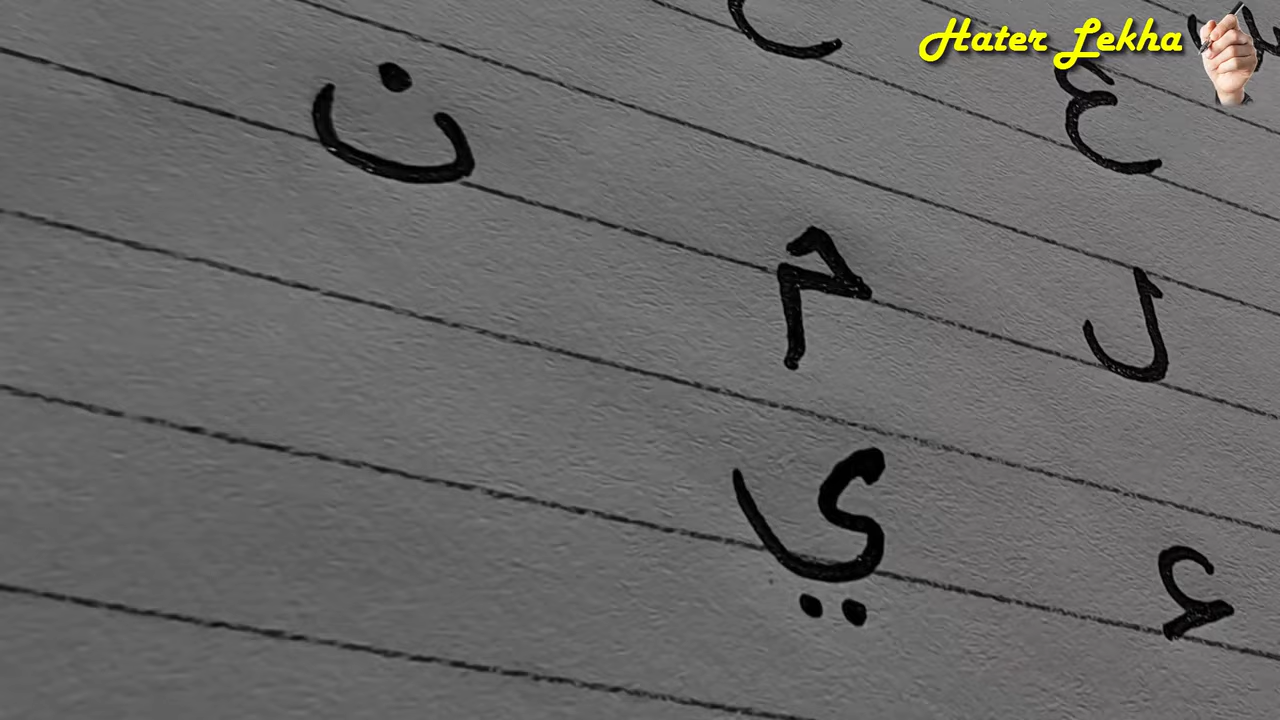 Hater Lekha
ع
ل م ن
ء ي